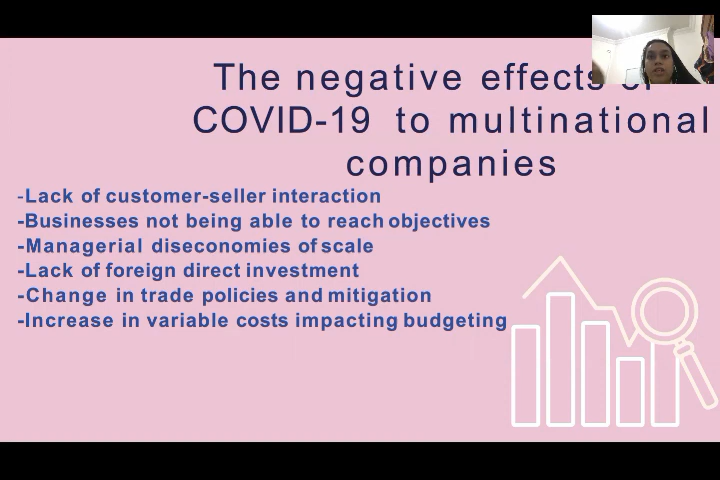 The negative effects of
COVID-19 to multinational
companies
-Lack of customer-seller interaction
-Businesses not being able to reach objectives
-Managerial diseconomies of scale
-Lack of foreign direct investment
-Change in trade policies and mitigation
-Increase in variable costs impacting budgeting